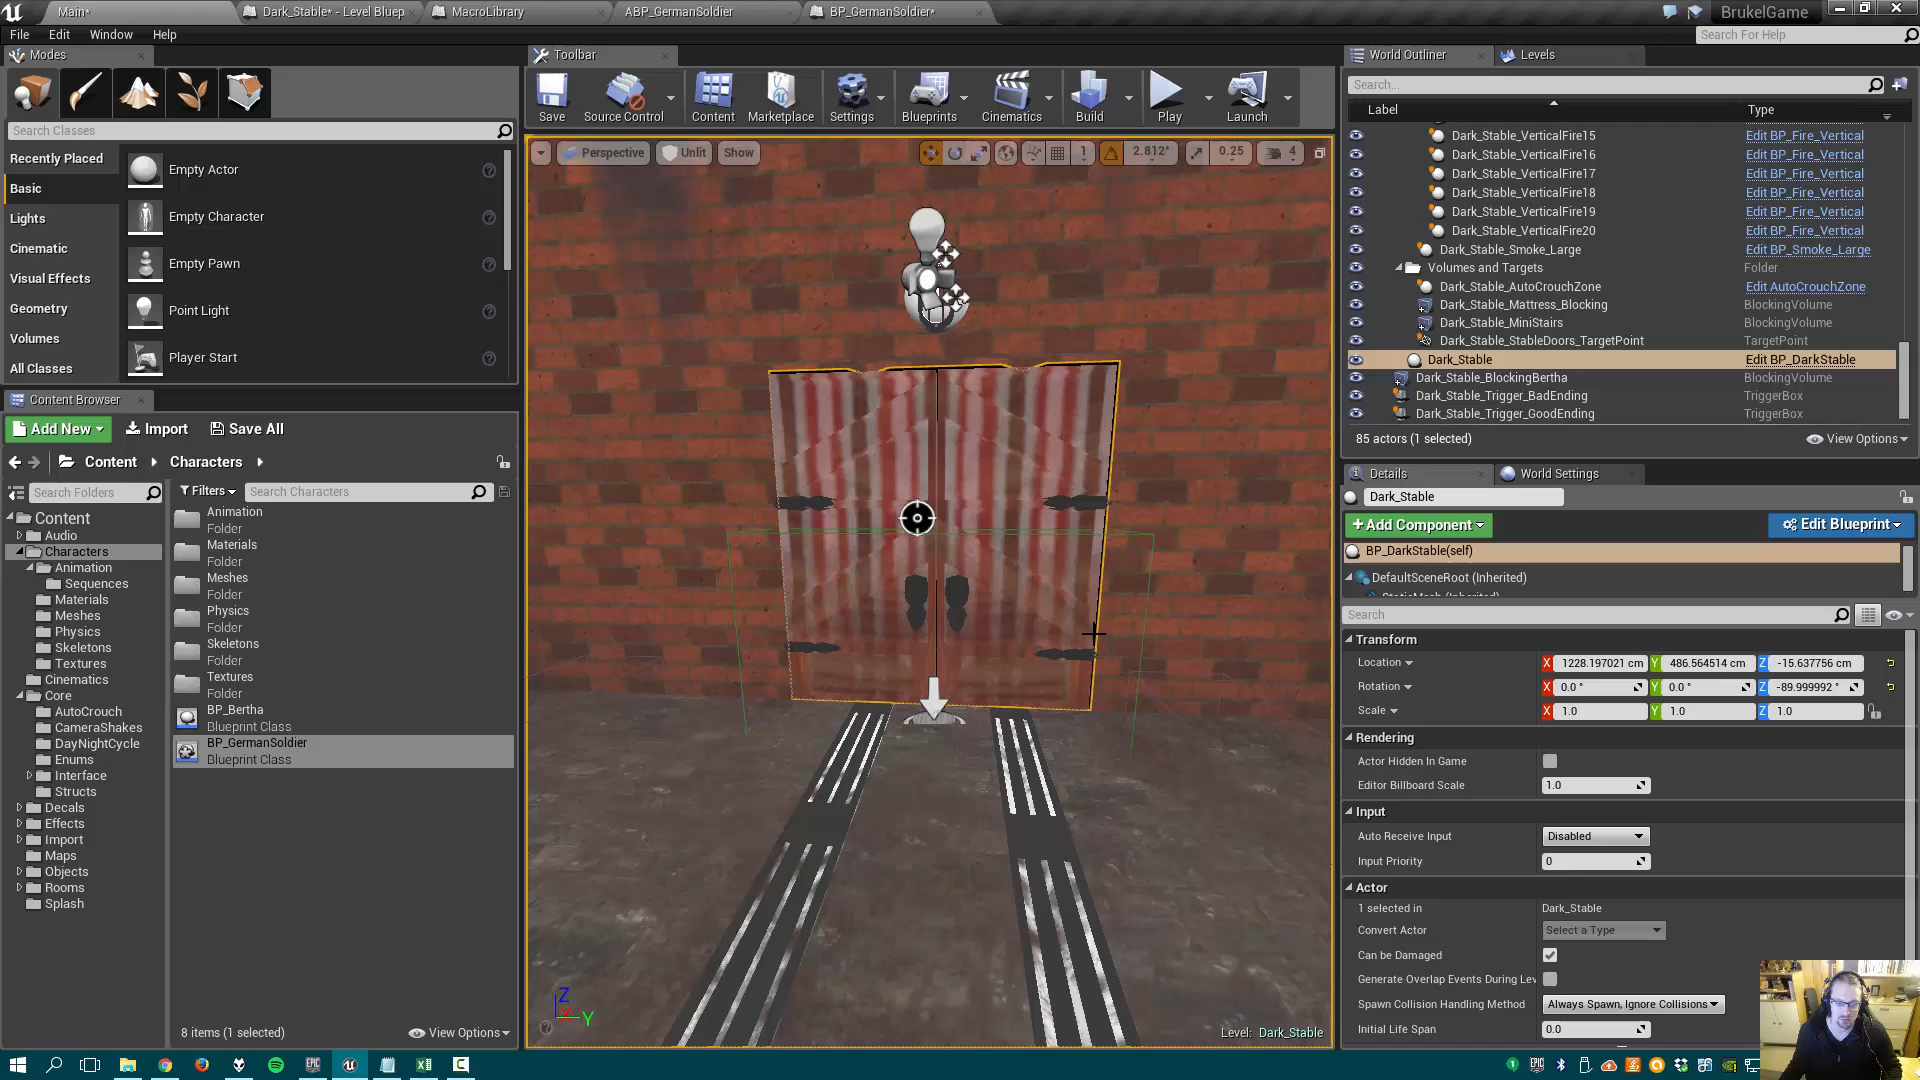 Main*
Dark_Stable* - Level Bluep
MacroLibrary
ABP_GermanSoldier
BP_GermanSoldier*
BrukelGame
File
Edit
Window
Help
Search For Help
Modes
Search Classes
Recently Placed
Basic
Lights
Cinematic
Visual Effects
Geometry
Volumes
All Classes
Empty Actor
Empty Character
Empty Pawn
Point Light
Player Start
Content Browser
Add New
Import
Save All
Content
Characters
Search Folders
Filters
Search Characters
Content
Audio
Characters
Animation
Sequences
Materials
Meshes
Physics
Skeletons
Textures
Cinematics
Core
AutoCrouch
CameraShakes
DayNightCycle
Enums
Interface
Structs
Decals
Effects
Import
Maps
Objects
Rooms
Splash
Animation
Folder
Materials
Folder
Meshes
Folder
Physics
Folder
Skeletons
Folder
Textures
Folder
BP_Bertha
Blueprint Class
BP_GermanSoldier
Blueprint Class
8 items (1 selected)
View Options
Toolbar
Save
Source Control
Content
Marketplace
Settings
Blueprints
Cinematics
Build
Play
Launch
Perspective
Unlit
Show
1
2.812°
0.25
4
Z
Y
Level: Dark_Stable
World Outliner
Levels
Search...
Label
Type
Dark_Stable_VerticalFire15 Edit BP_Fire_Vertical
Dark_Stable_VerticalFire16 Edit BP_Fire_Vertical
Dark_Stable_VerticalFire17 Edit BP_Fire_Vertical
Dark_Stable_VerticalFire18 Edit BP_Fire_Vertical
Dark_Stable_VerticalFire19 Edit BP_Fire_Vertical
Dark_Stable_VerticalFire20 Edit BP_Fire_Vertical
Dark_Stable_Smoke_Large Edit BP_Smoke_Large
Volumes and Targets Folder
Dark_Stable_AutoCrouchZone Edit AutoCrouchZone
Dark_Stable_Mattress_Blocking BlockingVolume
Dark_Stable_MiniStairs BlockingVolume
Dark_Stable_StableDoors_TargetPoint TargetPoint
Dark_Stable Edit BP_DarkStable
Dark_Stable_BlockingBertha BlockingVolume
Dark_Stable_Trigger_BadEnding TriggerBox
Dark_Stable_Trigger_GoodEnding TriggerBox
85 actors (1 selected)
View Options
Details
World Settings
Dark_Stable
Add Component
Edit Blueprint
BP_DarkStable(self)
DefaultSceneRoot (Inherited)
Search
Transform
Location X 1228.197021 cm Y 486.564514 cm Z -15.637756 cm
Rotation X 0.0 ° Y 0.0 ° Z -89.999992 °
Scale X 1.0 Y 1.0 Z 1.0
Rendering
Actor Hidden In Game
Editor Billboard Scale 1.0
Input
Auto Receive Input Disabled
Input Priority 0
Actor
1 selected in Dark_Stable
Convert Actor Select a Type
Can be Damaged
Generate Overlap Events During Lev
Spawn Collision Handling Method Always Spawn, Ignore Collisions
Initial Life Span 0.0